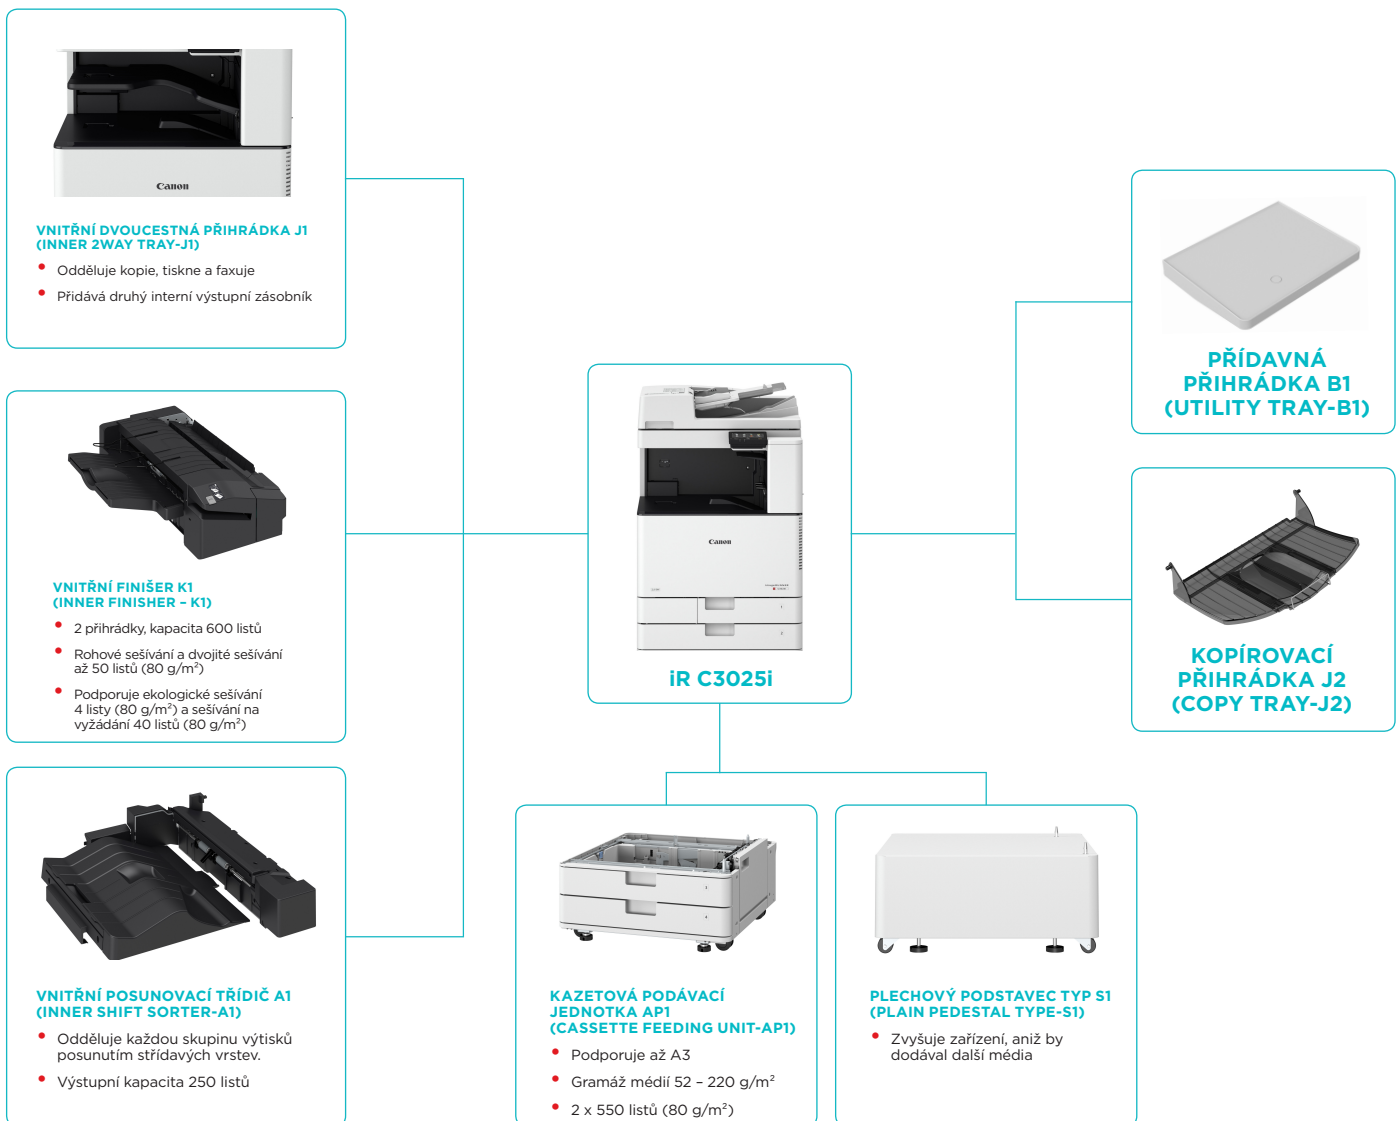 Canon
VNITŘNÍ DVOUCESTNÁ PŘIHRÁDKA J1
(INNER 2WAY TRAY-J1)
• Odděluje kopie, tiskne a faxuje
• Přidává druhý interní výstupní zásobník
VNITŘNÍ FINIŠER K1
(INNER FINISHER – K1)
• 2 přihrádky, kapacita 600 listů
• Rohové sešívání a dvojité sešívání
až 50 listů (80 g/m²)
• Podporuje ekologické sešívání
4 listy (80 g/m²) a sešívání na
vyžádání 40 listů (80 g/m²)
VNITŘNÍ POSUNOVACÍ TŘÍDIČ A1
(INNER SHIFT SORTER-A1)
• Odděluje každou skupinu výtisků
posunutím střídavých vrstev.
• Výstupní kapacita 250 listů
Canon
iR C3025i
KAZETOVÁ PODÁVACÍ
JEDNOTKA AP1
(CASSETTE FEEDING UNIT-AP1)
• Podporuje až A3
• Gramáž médií 52 – 220 g/m²
• 2 x 550 listů (80 g/m²)
PLECHOVÝ PODSTAVEC TYP S1
(PLAIN PEDESTAL TYPE-S1)
• Zvyšuje zařízení, aniž by
dodával další média
PŘÍDAVNÁ
PŘIHRÁDKA B1
(UTILITY TRAY-B1)
KOPÍROVACÍ
PŘIHRÁDKA J2
(COPY TRAY-J2)